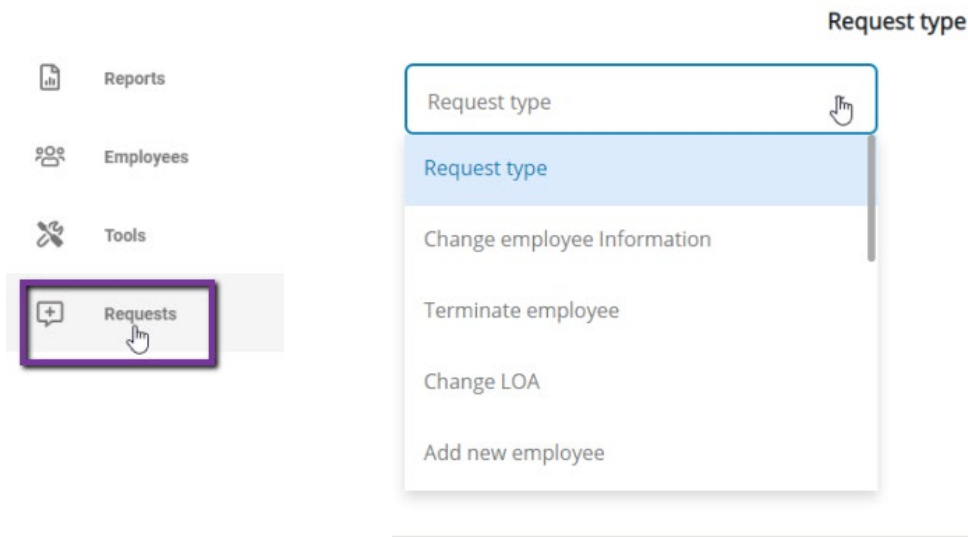 Request type
Reports
Employees
Tools
Requests
Request type
Request type
Change employee Information
Terminate employee
Change LOA
Add new employee